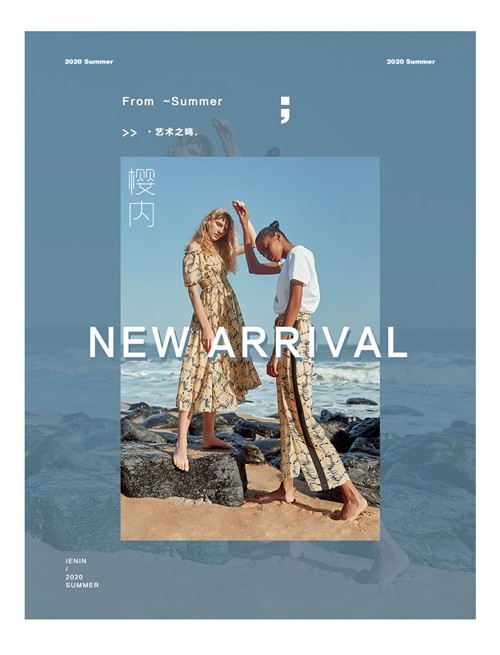 2020 Summer
2020 Summer
From ~Summer
;
>> ·艺术之鸣.
樱
内
NEW ARRIVAL
IENIN
/
2020
SUMMER